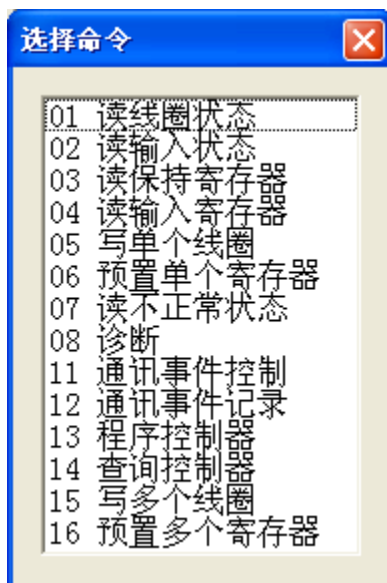 选择命令
01 读线圈状态
02 读输入状态
03 读保持寄存器
04 读输入寄存器
05 写单个线圈
06 预置单个寄存器
07 读不正常状态
08 诊断
11 通讯事件控制
12 通讯事件记录
13 程序控制器
14 查询控制器
15 写多个线圈
16 预置多个寄存器